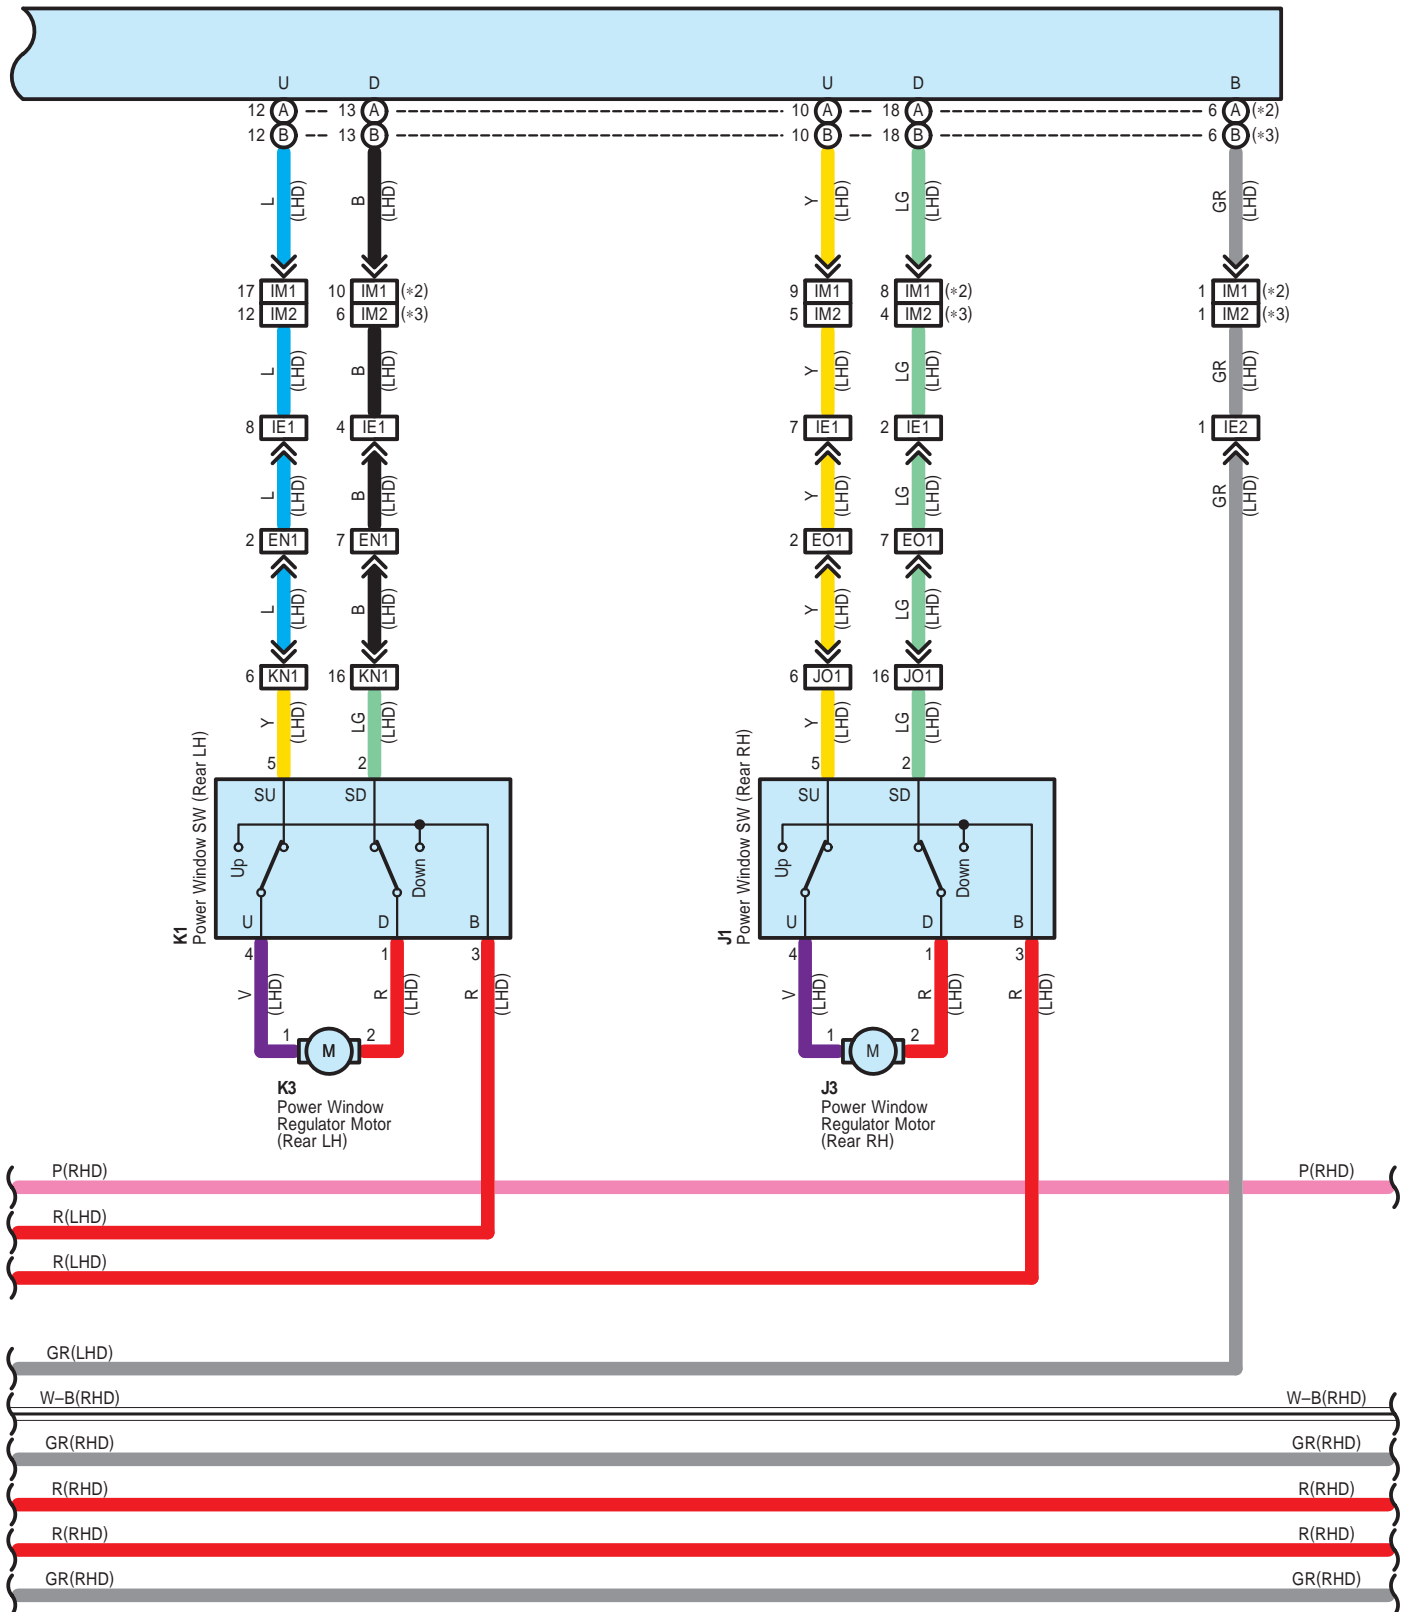 U D U D B
12 A 13 A 10 A 18 A 6 A (*2)
12 B 13 B 10 B 18 B 6 B (*3)
L (LHD) B (LHD) Y (LHD) LG (LHD) GR (LHD)
17 IM1 10 IM1 (*2) 9 IM1 8 IM1 (*2) 1 IM1 (*2)
12 IM2 6 IM2 (*3) 5 IM2 4 IM2 (*3) 1 IM2 (*3)
L (LHD) B (LHD) Y (LHD) LG (LHD) GR (LHD)
8 IE1 4 IE1 7 IE1 2 IE1 1 IE2
L (LHD) B (LHD) Y (LHD) LG (LHD) GR (LHD)
2 EN1 7 EN1 2 EO1 7 EO1
L (LHD) B (LHD) Y (LHD) LG (LHD)
6 KN1 16 KN1 6 JO1 16 JO1
Y (LHD) LG (LHD) Y (LHD) LG (LHD)
5 2 5 2
K1
Power Window SW (Rear LH)
SU SD
Up Down
U D B
J1
Power Window SW (Rear RH)
SU SD
Up Down
U D B
4 1 3 4 1 3
V (LHD) R (LHD) R (LHD) V (LHD) R (LHD) R (LHD)
1 M 2 1 M 2
K3
Power Window
Regulator Motor
(Rear LH)
J3
Power Window
Regulator Motor
(Rear RH)
P(RHD) P(RHD)
R(LHD)
R(LHD)
GR(LHD)
W–B(RHD) W–B(RHD)
GR(RHD) GR(RHD)
R(RHD) R(RHD)
R(RHD) R(RHD)
GR(RHD) GR(RHD)